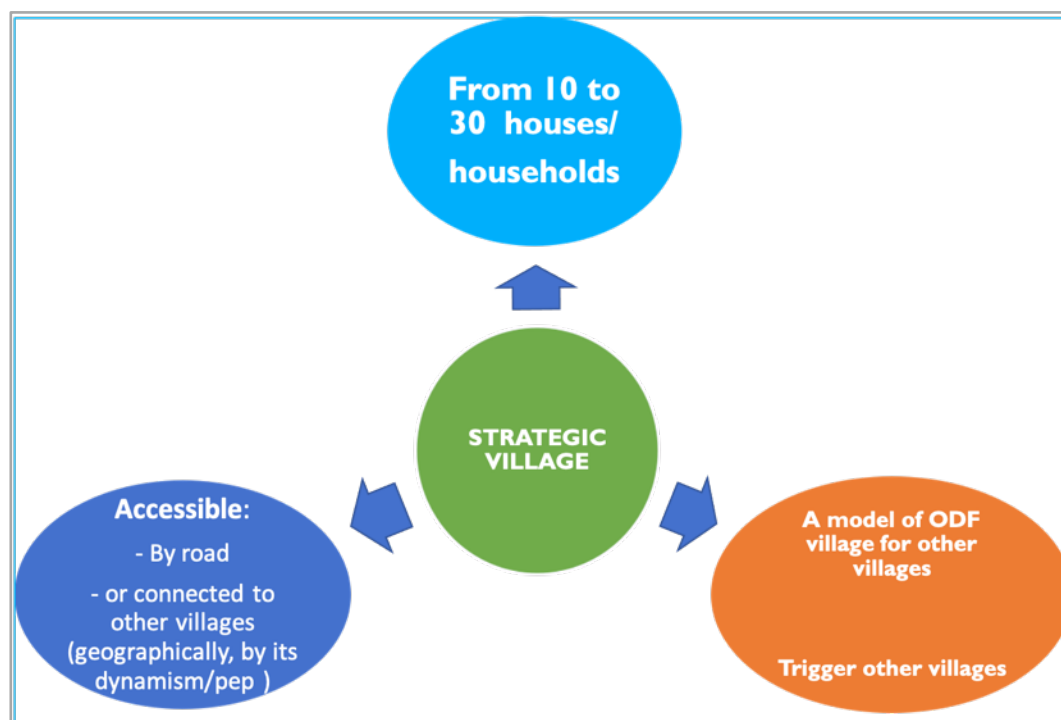 From 10 to
30 houses/
households
STRATEGIC
VILLAGE
Accessible:
- By road
- or connected to
other villages
(geographically, by its
dynamism/pep )
A model of ODF
village for other
villages
Trigger other villages